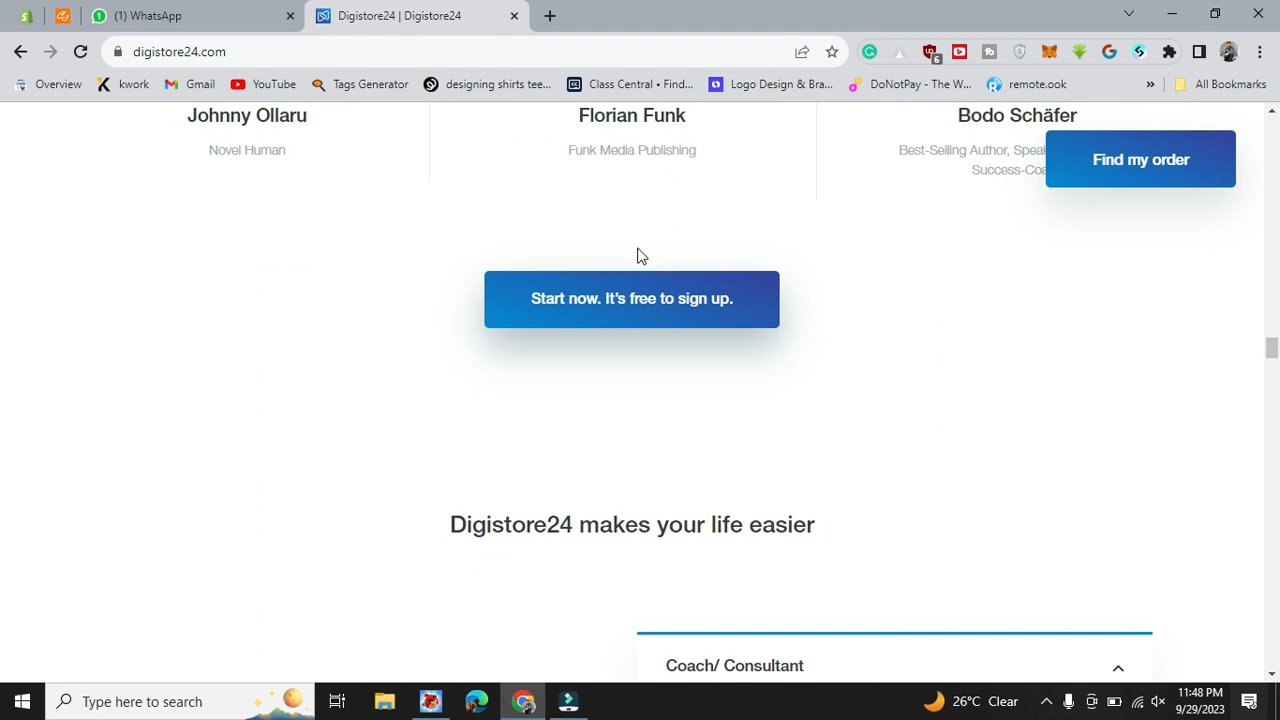 (1) WhatsApp
Digistore24 | Digistore24
digistore24.com
6
Overview
kwork
Gmail
YouTube
Tags Generator
designing shirts tee...
Class Central • Find...
Logo Design & Bra...
DoNotPay - The W...
remote.ook
»
All Bookmarks
Johnny Ollaru
Florian Funk
Bodo Schäfer
Novel Human
Funk Media Publishing
Best-Selling Author, Speak
Success-Coa
Find my order
Start now. It's free to sign up.
Digistore24 makes your life easier
Coach/ Consultant
Type here to search
26°C Clear
11:48 PM
9/29/2023